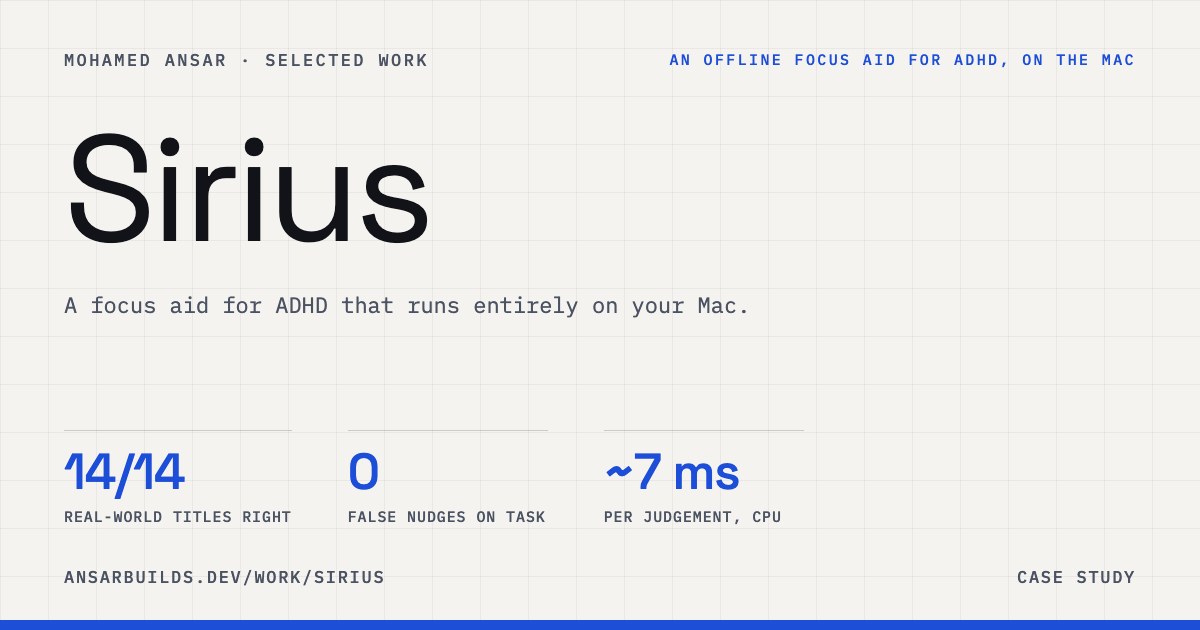 MOHAMED ANSAR · SELECTED WORK
AN OFFLINE FOCUS AID FOR ADHD, ON THE MAC
Sirius
A focus aid for ADHD that runs entirely on your Mac.
14/14
REAL-WORLD TITLES RIGHT
0
FALSE NUDGES ON TASK
~7 ms
PER JUDGEMENT, CPU
ANSARBUILDS.DEV/WORK/SIRIUS
CASE STUDY